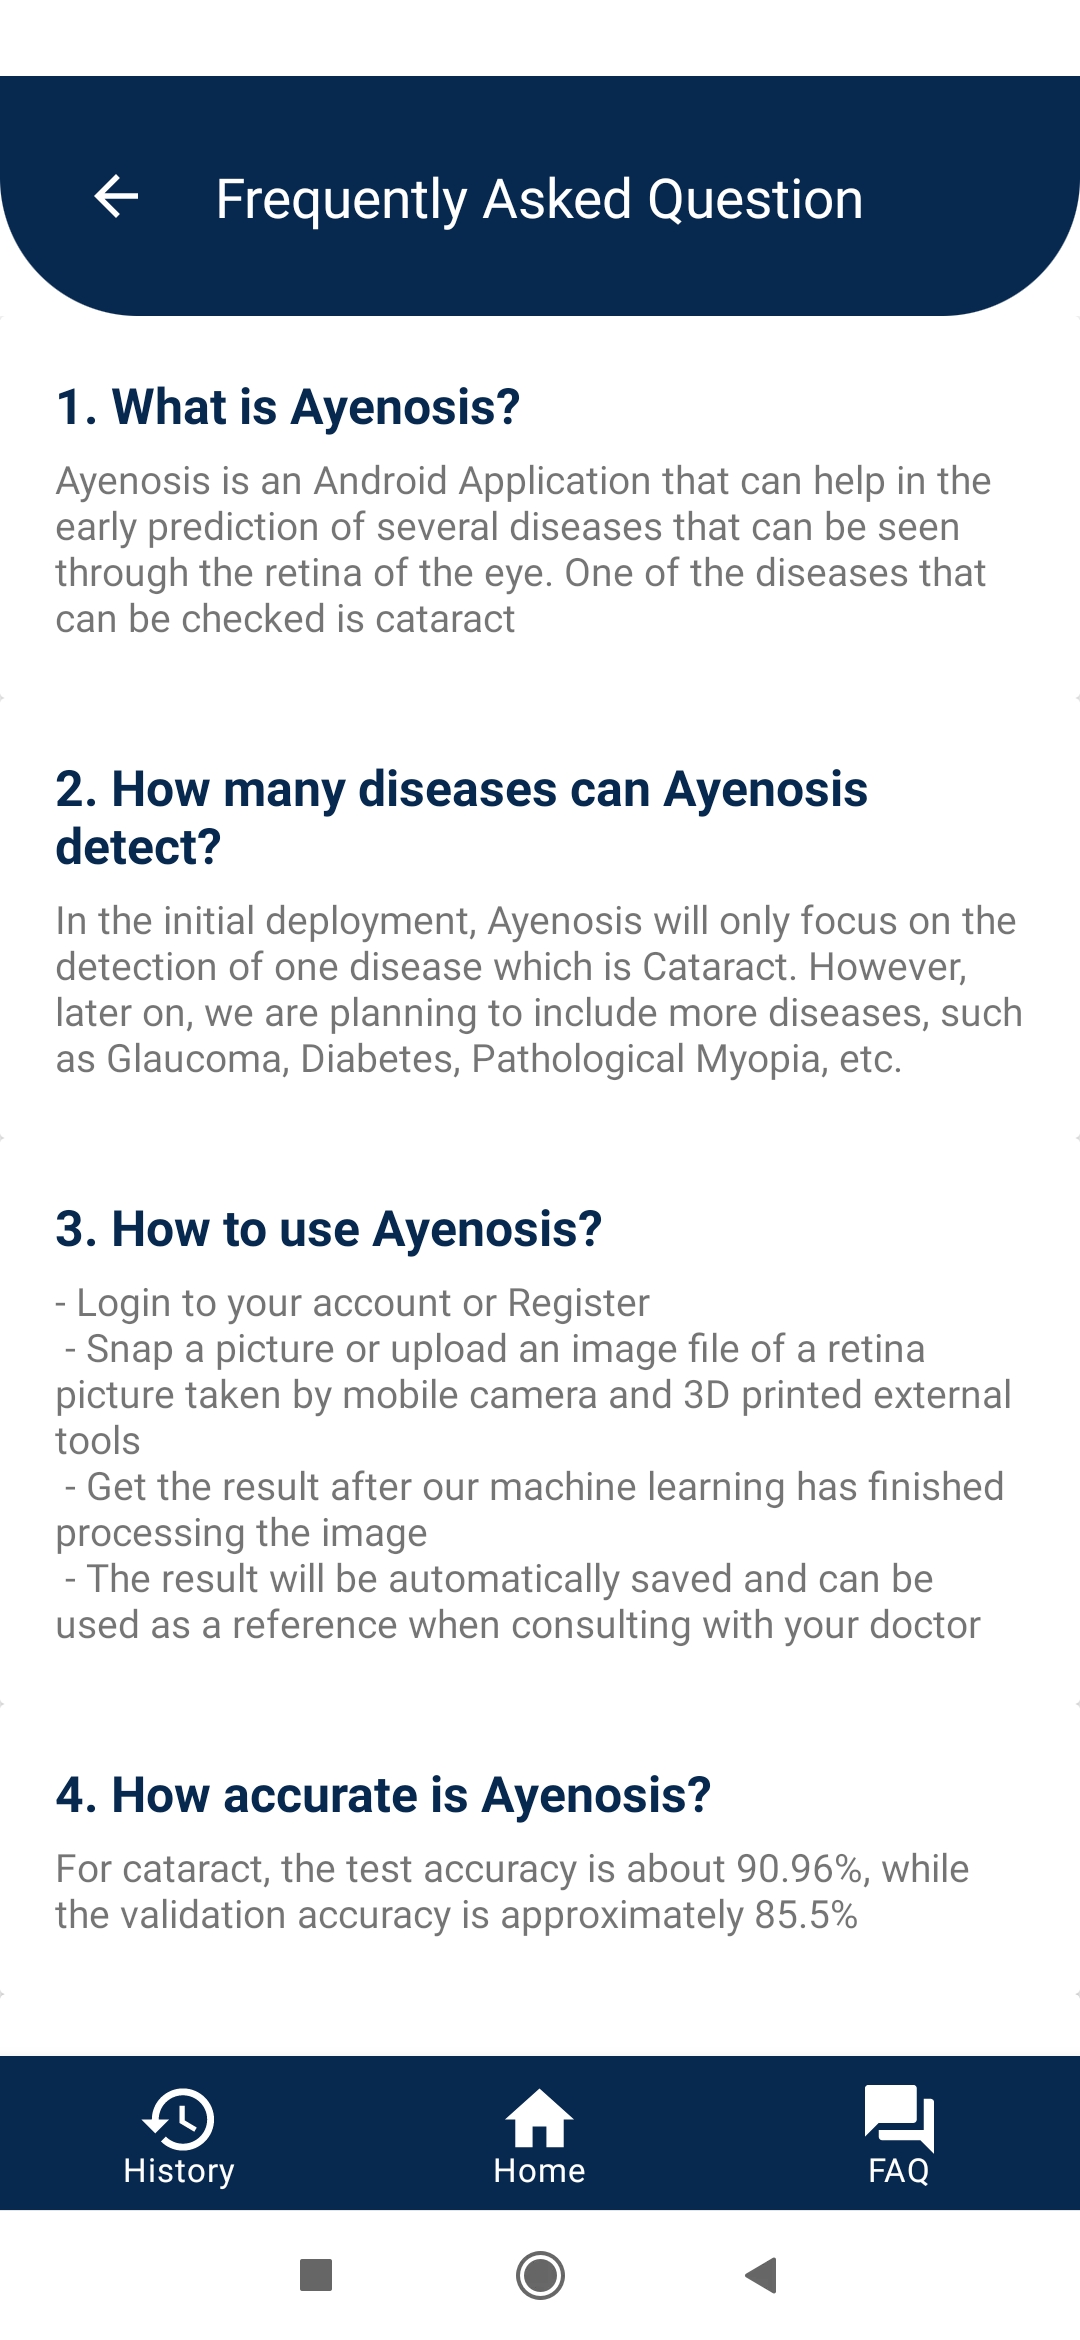 Frequently Asked Question
1. What is Ayenosis?
Ayenosis is an Android Application that can help in the
early prediction of several diseases that can be seen
through the retina of the eye. One of the diseases that
can be checked is cataract
2. How many diseases can Ayenosis
detect?
In the initial deployment, Ayenosis will only focus on the
detection of one disease which is Cataract. However,
later on, we are planning to include more diseases, such
as Glaucoma, Diabetes, Pathological Myopia, etc.
3. How to use Ayenosis?
- Login to your account or Register
- Snap a picture or upload an image file of a retina
picture taken by mobile camera and 3D printed external
tools
- Get the result after our machine learning has finished
processing the image
- The result will be automatically saved and can be
used as a reference when consulting with your doctor
4. How accurate is Ayenosis?
For cataract, the test accuracy is about 90.96%, while
the validation accuracy is approximately 85.5%
History
Home
FAQ